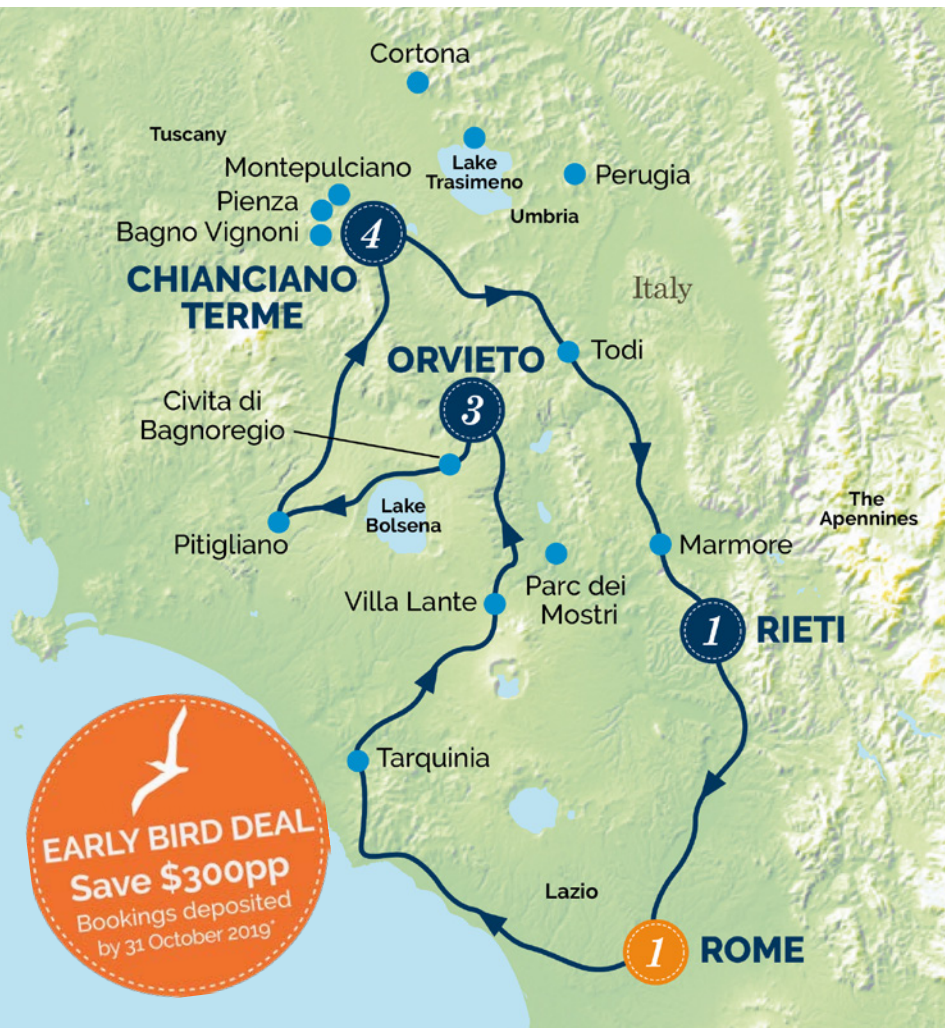 Cortona
Tuscany
Lake
Trasimeno
Montepulciano
Perugia
Pienza
Umbria
Bagno Vignoni
4
CHIANCIANO
TERME
Italy
Todi
ORVIETO
3
Civita di
Bagnoregio
Lake
Bolsena
The
Apennines
Pitigliano
Marmore
Parc dei
Mostri
Villa Lante
1
RIETI
Tarquinia
EARLY BIRD DEAL
Save $300pp
Bookings deposited
by 31 October 2019*
Lazio
1
ROME